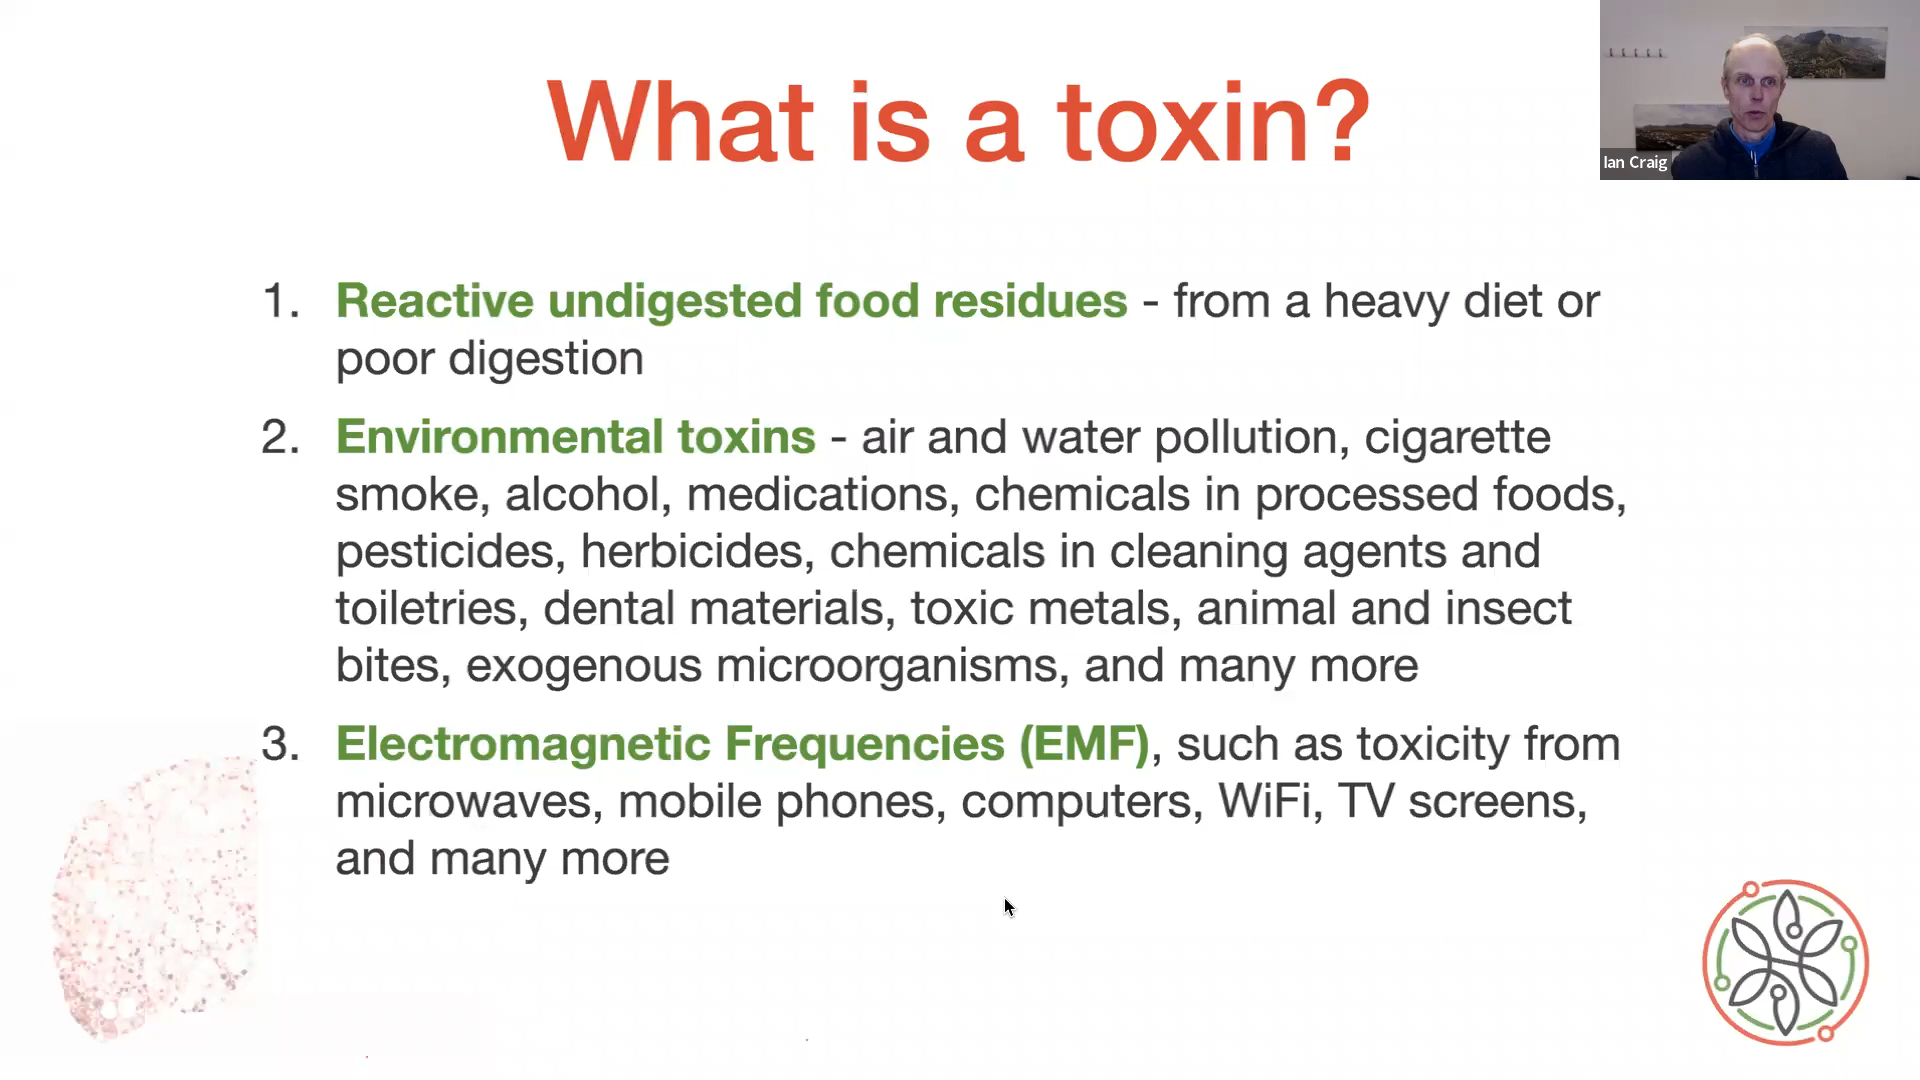 What is a toxin?
Ian Craig
1. Reactive undigested food residues - from a heavy diet or
poor digestion
2. Environmental toxins - air and water pollution, cigarette
smoke, alcohol, medications, chemicals in processed foods,
pesticides, herbicides, chemicals in cleaning agents and
toiletries, dental materials, toxic metals, animal and insect
bites, exogenous microorganisms, and many more
3. Electromagnetic Frequencies (EMF), such as toxicity from
microwaves, mobile phones, computers, WiFi, TV screens,
and many more